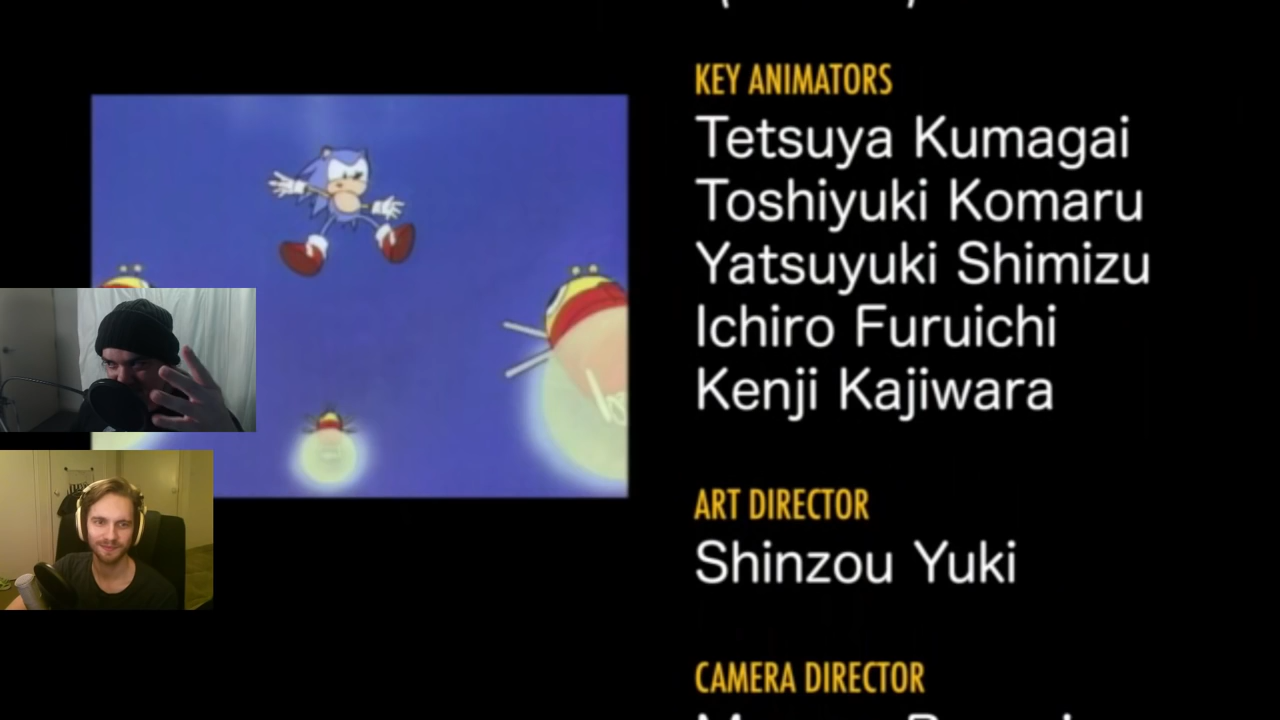 KEY ANIMATORS
Tetsuya Kumagai
Toshiyuki Komaru
Yatsuyuki Shimizu
Ichiro Furuichi
Kenji Kajiwara
ART DIRECTOR
Shinzou Yuki
CAMERA DIRECTOR